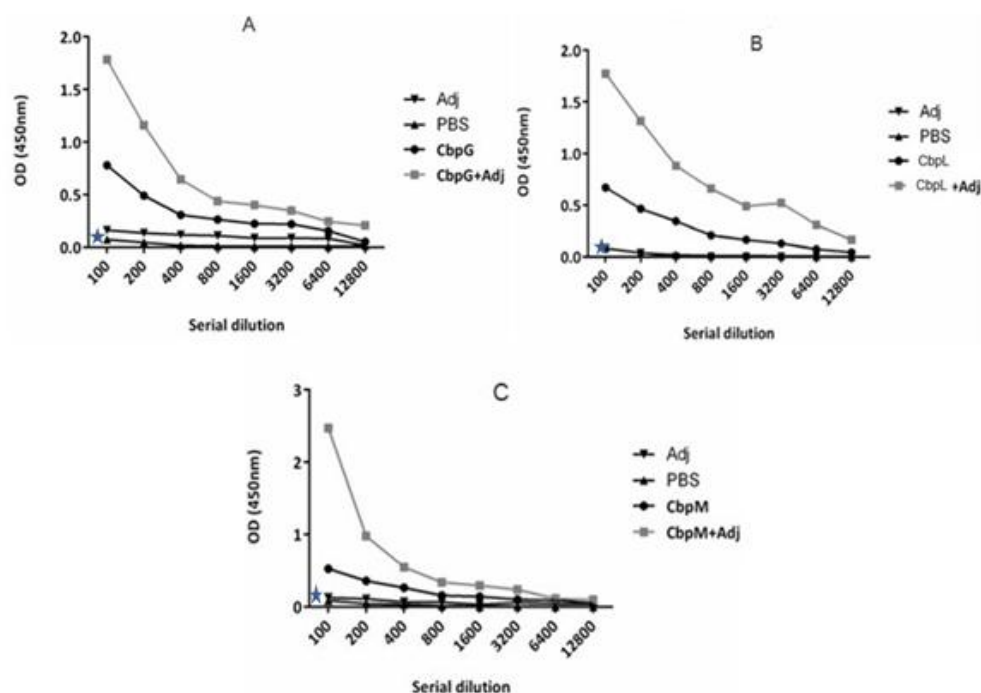 A
2.0
1.5
1.0
0.5
0.0
OD (450nm)
100
200
400
800
1600
3200
6400
12800
Serial dilution
Adj
PBS
CbpG
CbpG+Adj
B
2.0
1.5
1.0
0.5
0.0
OD (450nm)
100
200
400
800
1600
3200
6400
12800
Serial dilution
Adj
PBS
CbpL
CbpL +Adj
C
3
2
1
0
OD (450nm)
100
200
400
800
1600
3200
6400
12800
Serial dilution
Adj
PBS
CbpM
CbpM+Adj